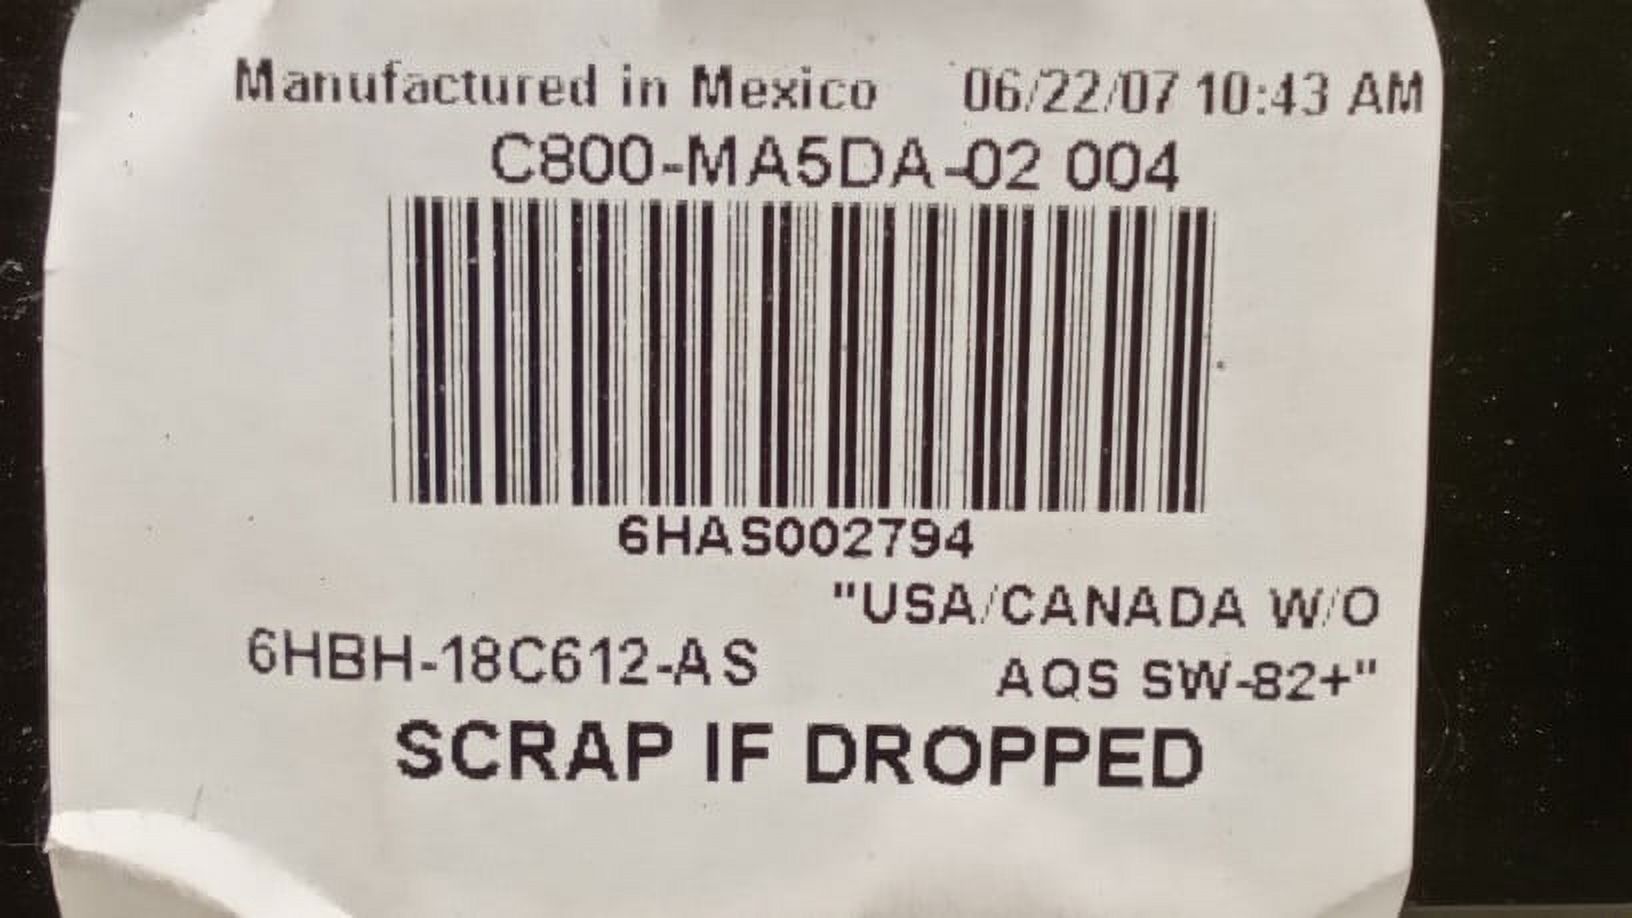 Manufactured in Mexico 06/22/07 10:43 AM
C800-MA5DA-02 004
6HAS002794
"USA/CANADA W/O
6HBH-18C612-AS AQS SW-82+"
SCRAP IF DROPPED